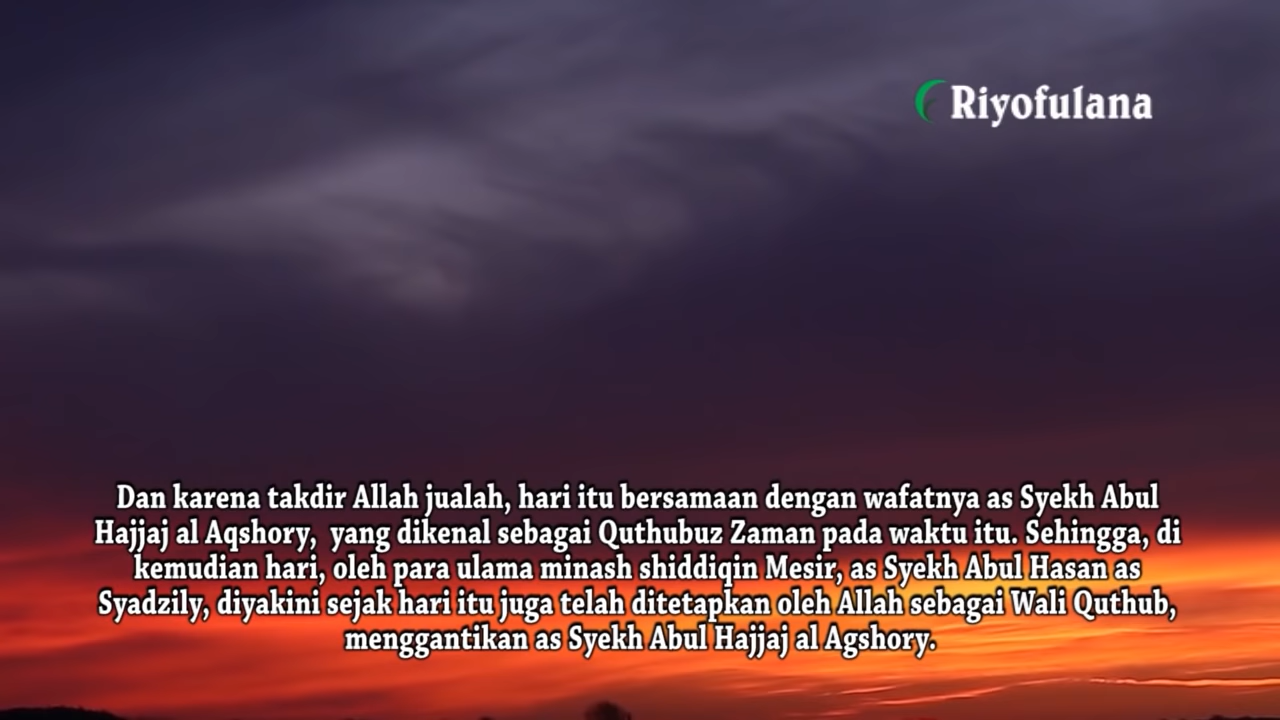 Riyofulana
Dan karena takdir Allah jualah, hari itu bersamaan dengan wafatnya as Syekh Abul
Hajjaj al Aqshory, yang dikenal sebagai Quthubuz Zaman pada waktu itu. Sehingga, di
kemudian hari, oleh para ulama minash shiddiqin Mesir, as Syekh Abul Hasan as
Syadzily, diyakini sejak hari itu juga telah ditetapkan oleh Allah sebagai Wali Quthub,
menggantikan as Syekh Abul Hajjaj al Agshory.